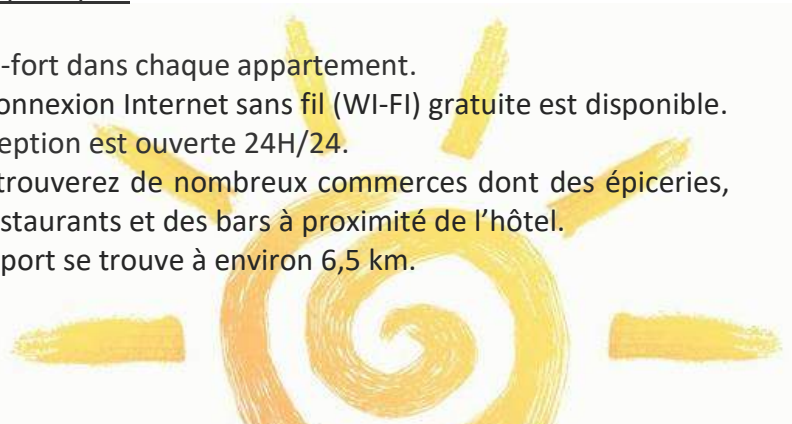 -fort dans chaque appartement.
onnexion Internet sans fil (WI-FI) gratuite est disponible.
eption est ouverte 24H/24.
trouverez de nombreux commerces dont des épiceries,
staurants et des bars à proximité de l’hôtel.
port se trouve à environ 6,5 km.